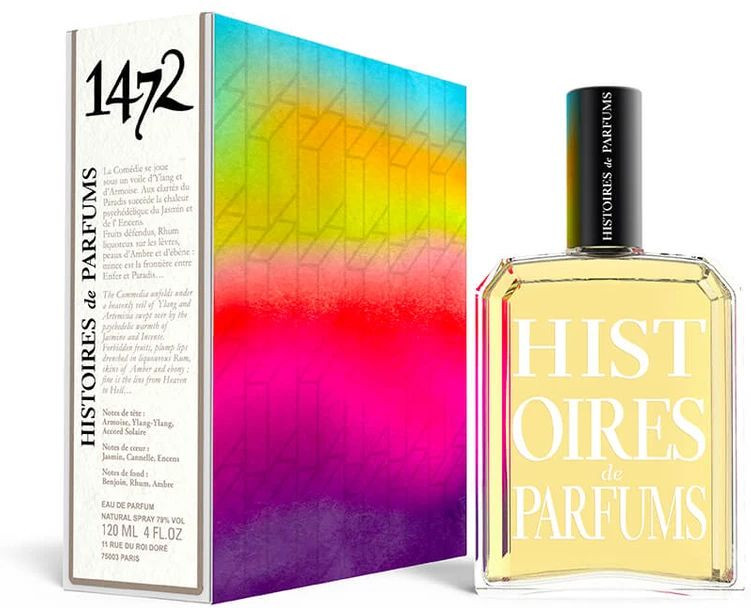 1472
HISTOIRES de PARFUMS
La Comédie se joue
sous un voile d'Ylang et
d'Armoise. Aux clartés du
Paradis succède la chaleur
psychédélique du Jasmin et
de l' Encens.
Fruits défendus, Rhum
liquoreux sur les lèvres,
peaux d'Ambre et d'ébène :
mince est la frontière entre
Enfer et Paradis...
The Commedia unfolds under
a heavenly veil of Ylang and
Artemisia swept over by the
psychedelic warmth of
Jasmine and Incense.
Forbidden fruits, plump lips
drenched in liquourous Rum,
skins of Amber and ebony :
fine is the line from Heaven
to Hell...
Notes de tête :
Armoise, Ylang-Ylang,
Accord Solaire
Notes de cœur :
Jasmin, Cannelle, Encens
Notes de fond :
Benjoin, Rhum, Ambre
EAU DE PARFUM
NATURAL SPRAY 79% VOL
120 ML 4 FL.OZ
11 RUE DU ROI DORÉ
75003 PARIS
HISTOIRES de PARFUMS
HIST
OIRES
de
PARFUMS